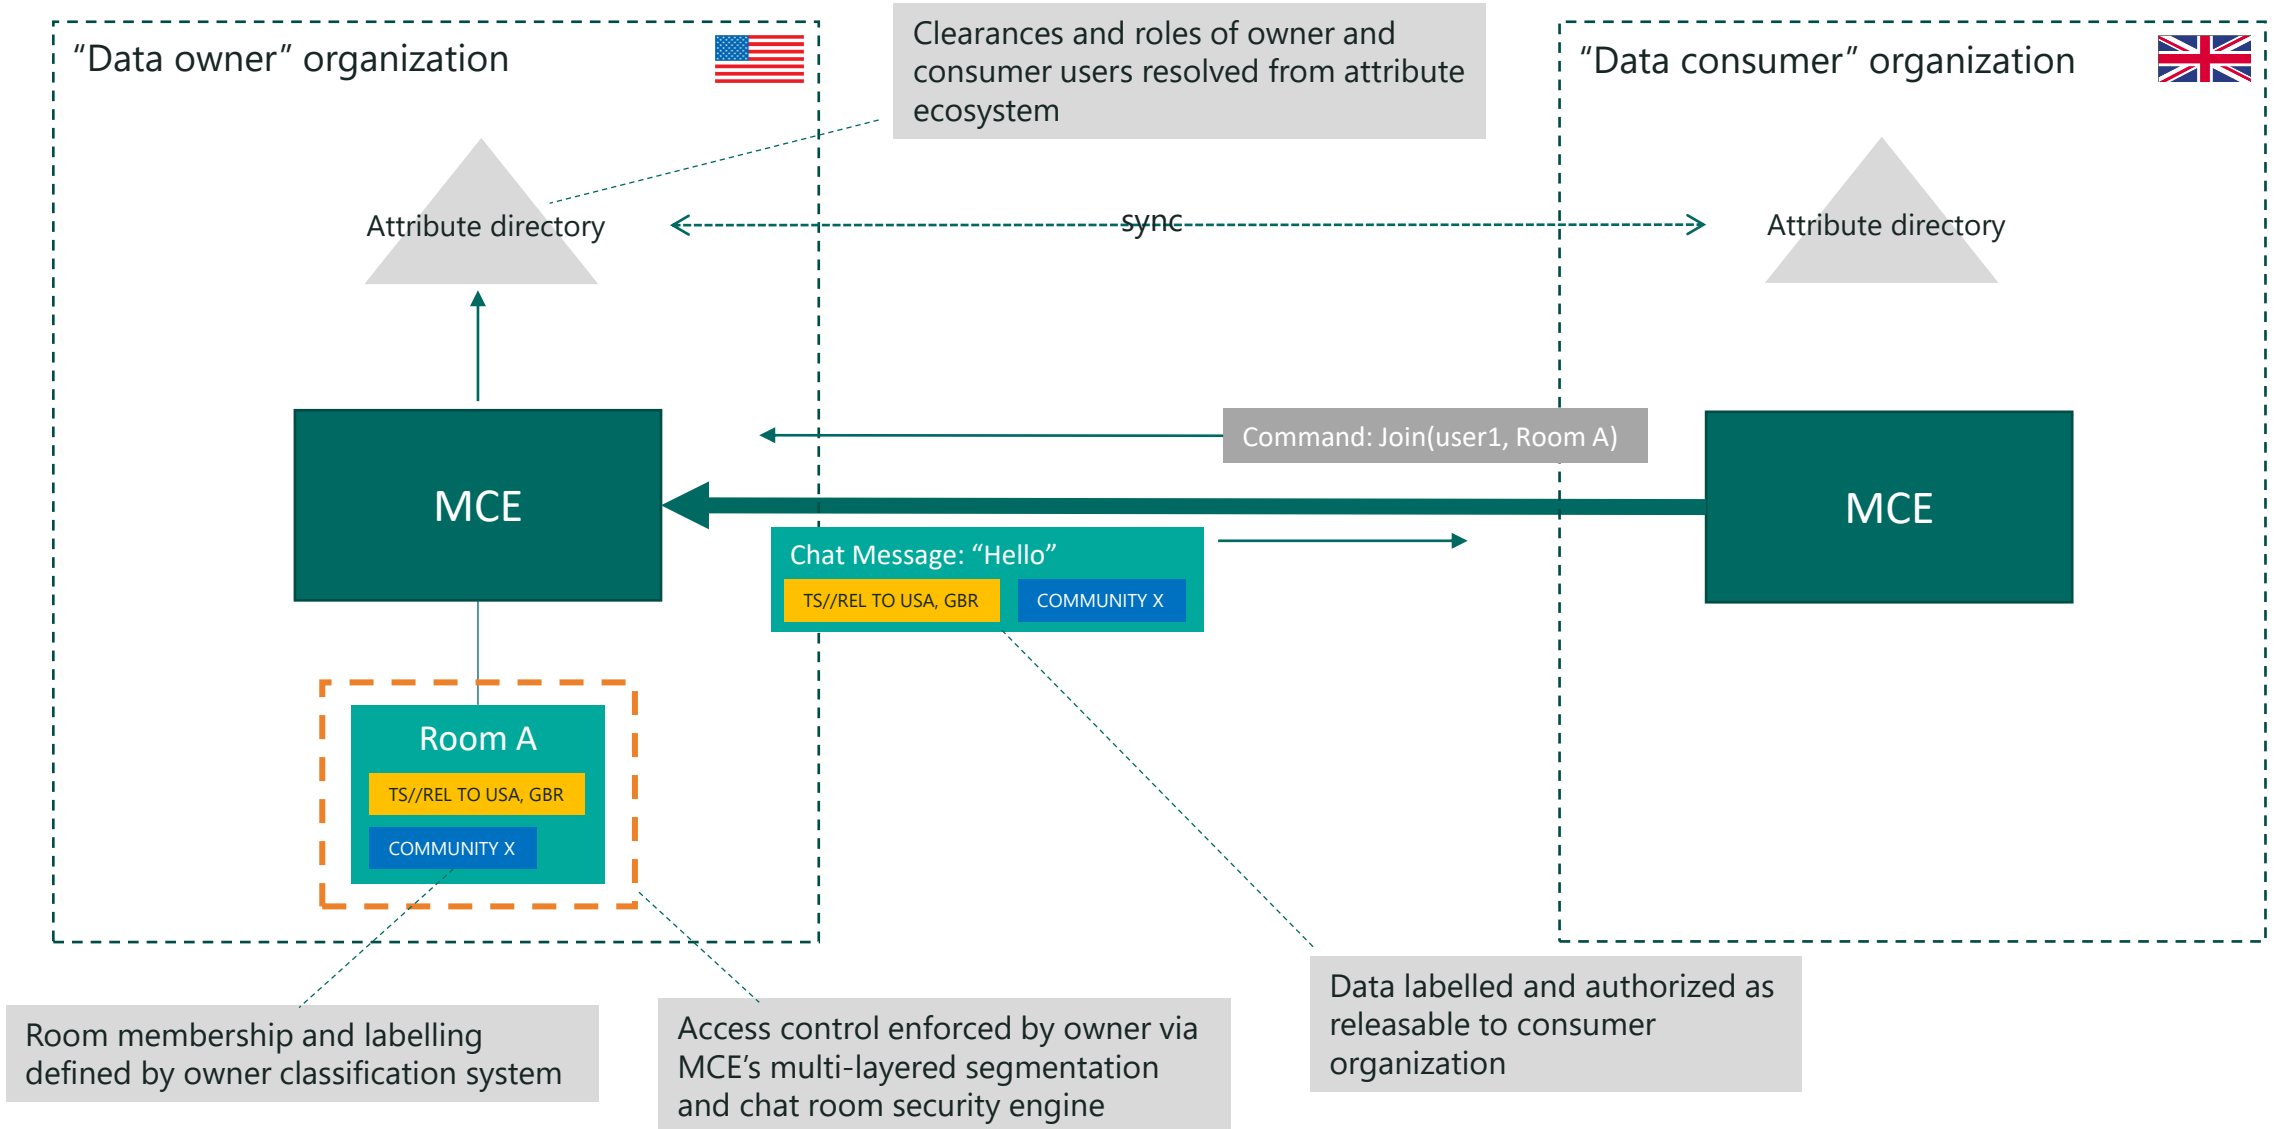 “Data owner” organization
Clearances and roles of owner and
consumer users resolved from attribute
ecosystem
“Data consumer” organization
Attribute directory
sync
Attribute directory
Command: Join(user1, Room A)
MCE
MCE
Chat Message: “Hello”
TS//REL TO USA, GBR
COMMUNITY X
Room A
TS//REL TO USA, GBR
COMMUNITY X
Room membership and labelling
defined by owner classification system
Access control enforced by owner via
MCE’s multi-layered segmentation
and chat room security engine
Data labelled and authorized as
releasable to consumer
organization